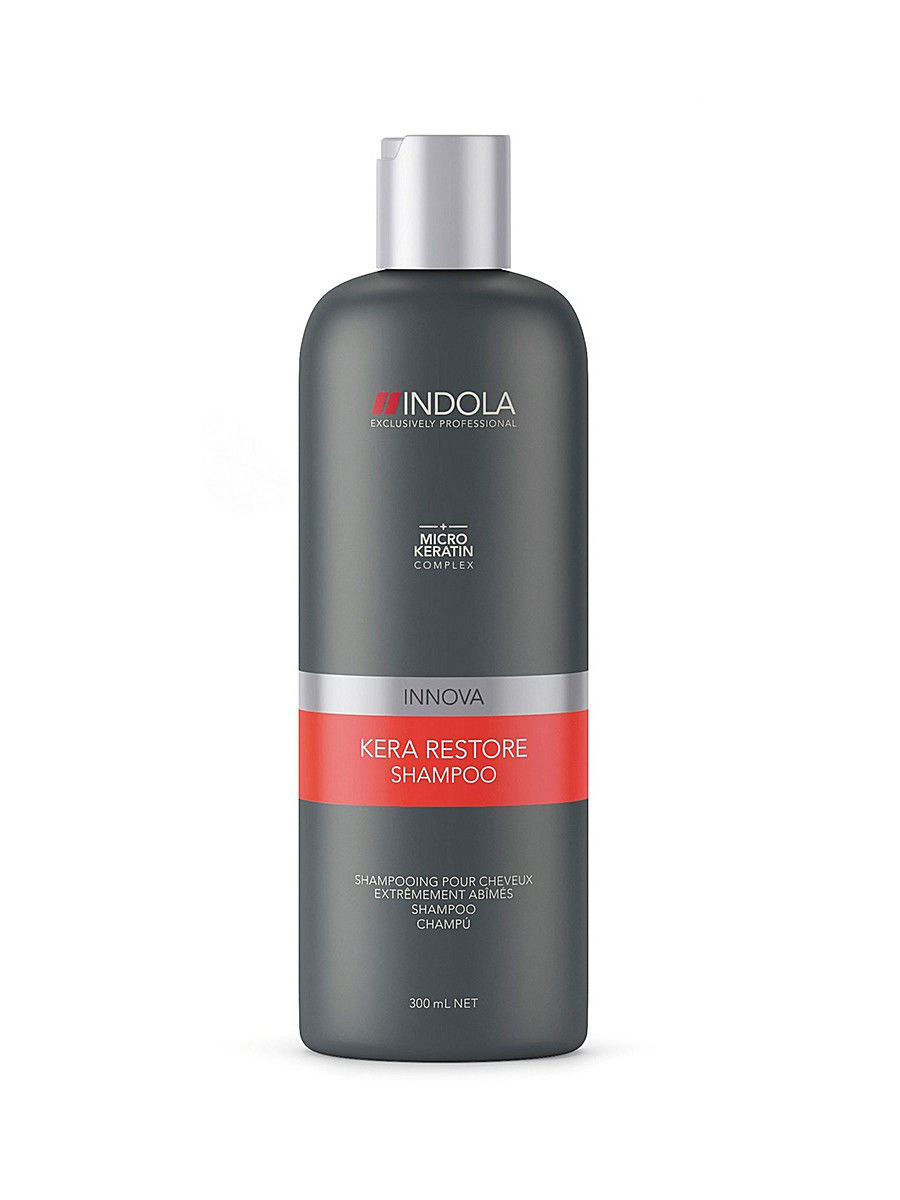 INDOLA
EXCLUSIVELY PROFESSIONAL
+
MICRO
KERATIN
COMPLEX
INNOVA
KERA RESTORE
SHAMPOO
SHAMPOOING POUR CHEVEUX
EXTRÊMEMENT ABÎMÉS
SHAMPOO
CHAMPÚ
300 mL NET